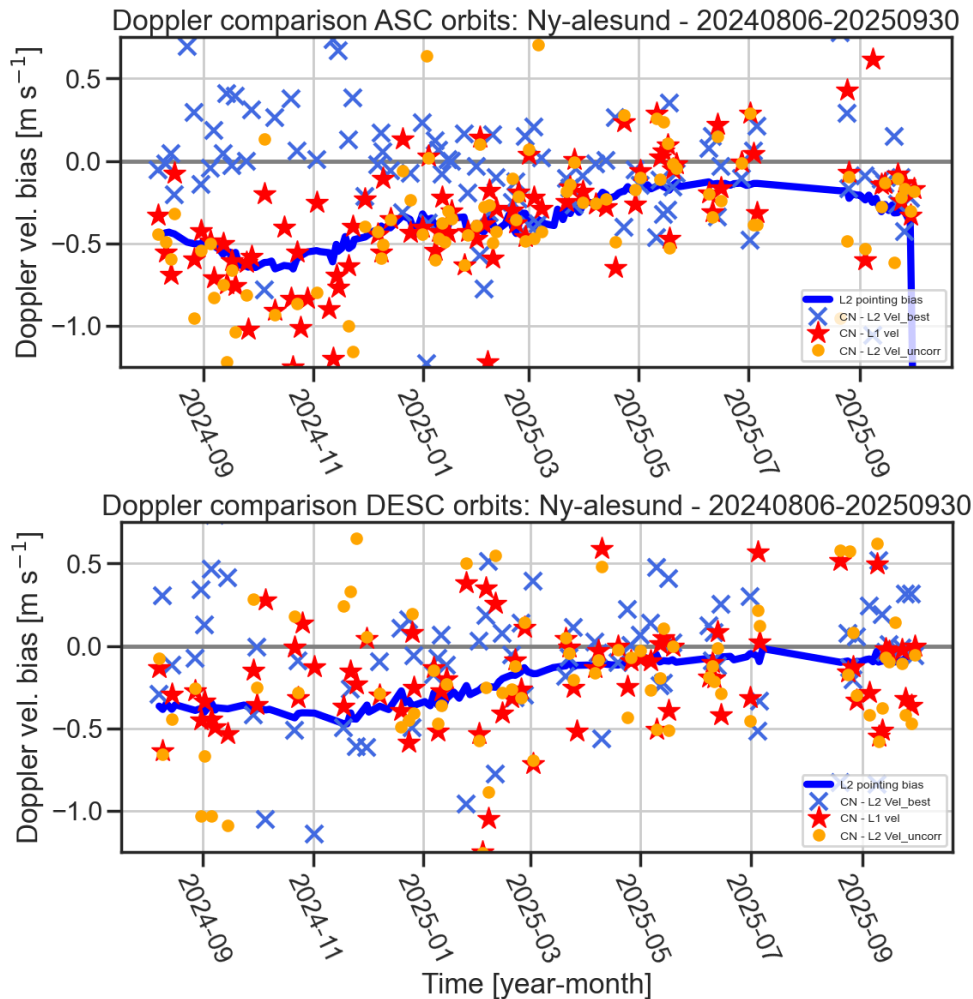 Doppler comparison ASC orbits: Ny-alesund - 20240806-20250930
Doppler vel. bias [m s⁻¹]
0.5
0.0
−0.5
−1.0
L2 pointing bias
CN - L2 Vel_best
CN - L1 vel
CN - L2 Vel_uncorr
2024-09
2024-11
2025-01
2025-03
2025-05
2025-07
2025-09
Doppler comparison DESC orbits: Ny-alesund - 20240806-20250930
Doppler vel. bias [m s⁻¹]
0.5
0.0
−0.5
−1.0
L2 pointing bias
CN - L2 Vel_best
CN - L1 vel
CN - L2 Vel_uncorr
2024-09
2024-11
2025-01
2025-03
2025-05
2025-07
2025-09
Time [year-month]